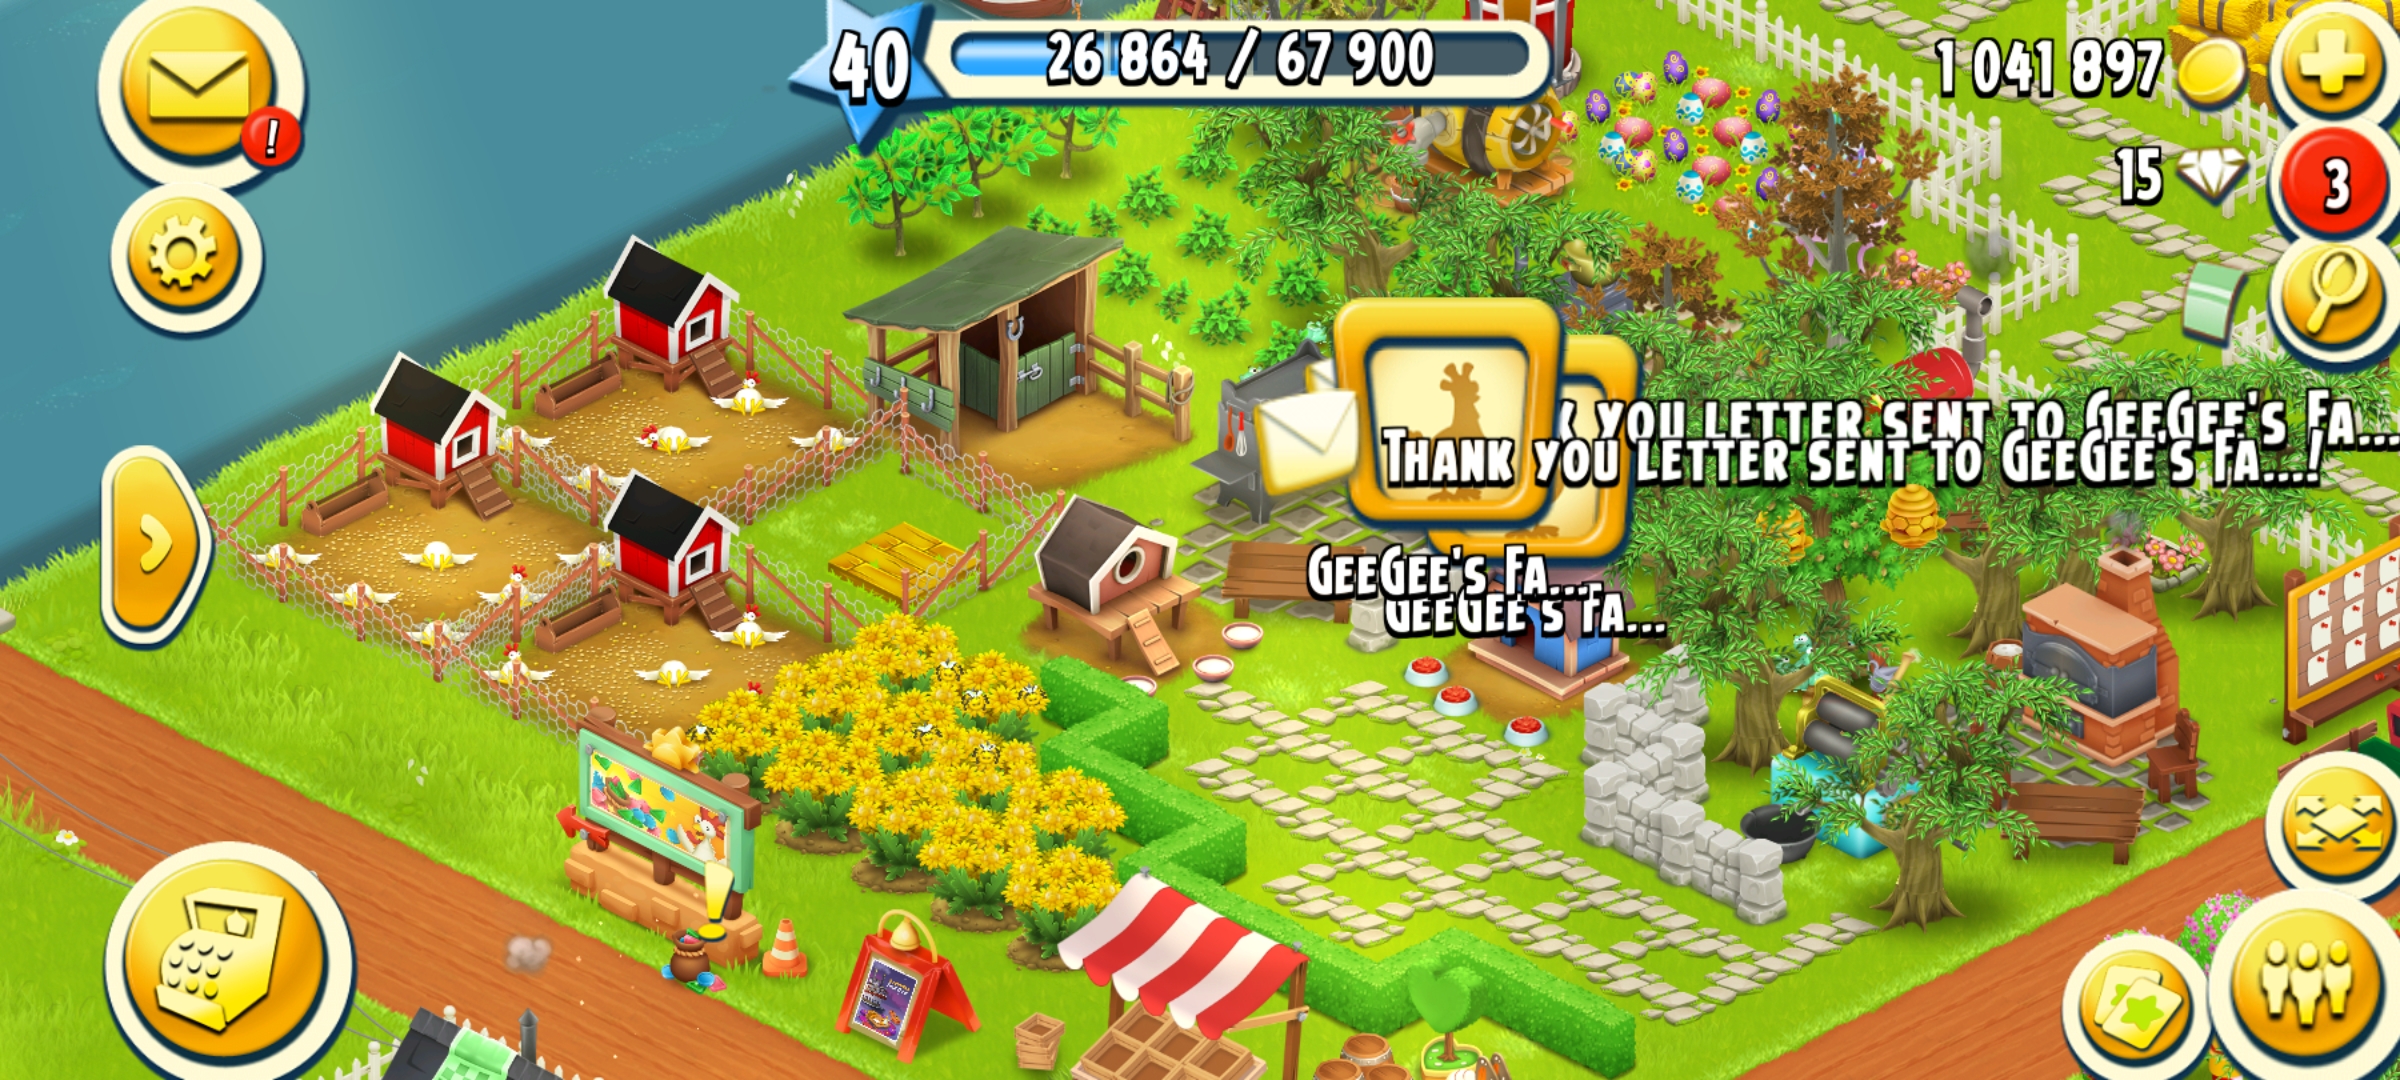 40
26 864 / 67 900
1 041 897
!
15
3
YOU LETTER SENT TO GEEGEE'S FA...
THANK YOU LETTER SENT TO GEEGEE'S FA...!
GEEGEE'S FA...
GEEGEE'S FA...